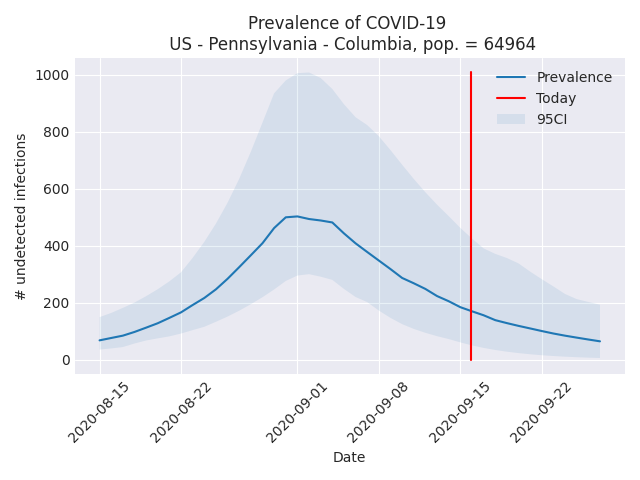 Prevalence of COVID-19
US - Pennsylvania - Columbia, pop. = 64964
# undetected infections
1000
800
600
400
200
0
Prevalence
Today
95CI
2020-08-15
2020-08-22
2020-09-01
2020-09-08
2020-09-15
2020-09-22
Date